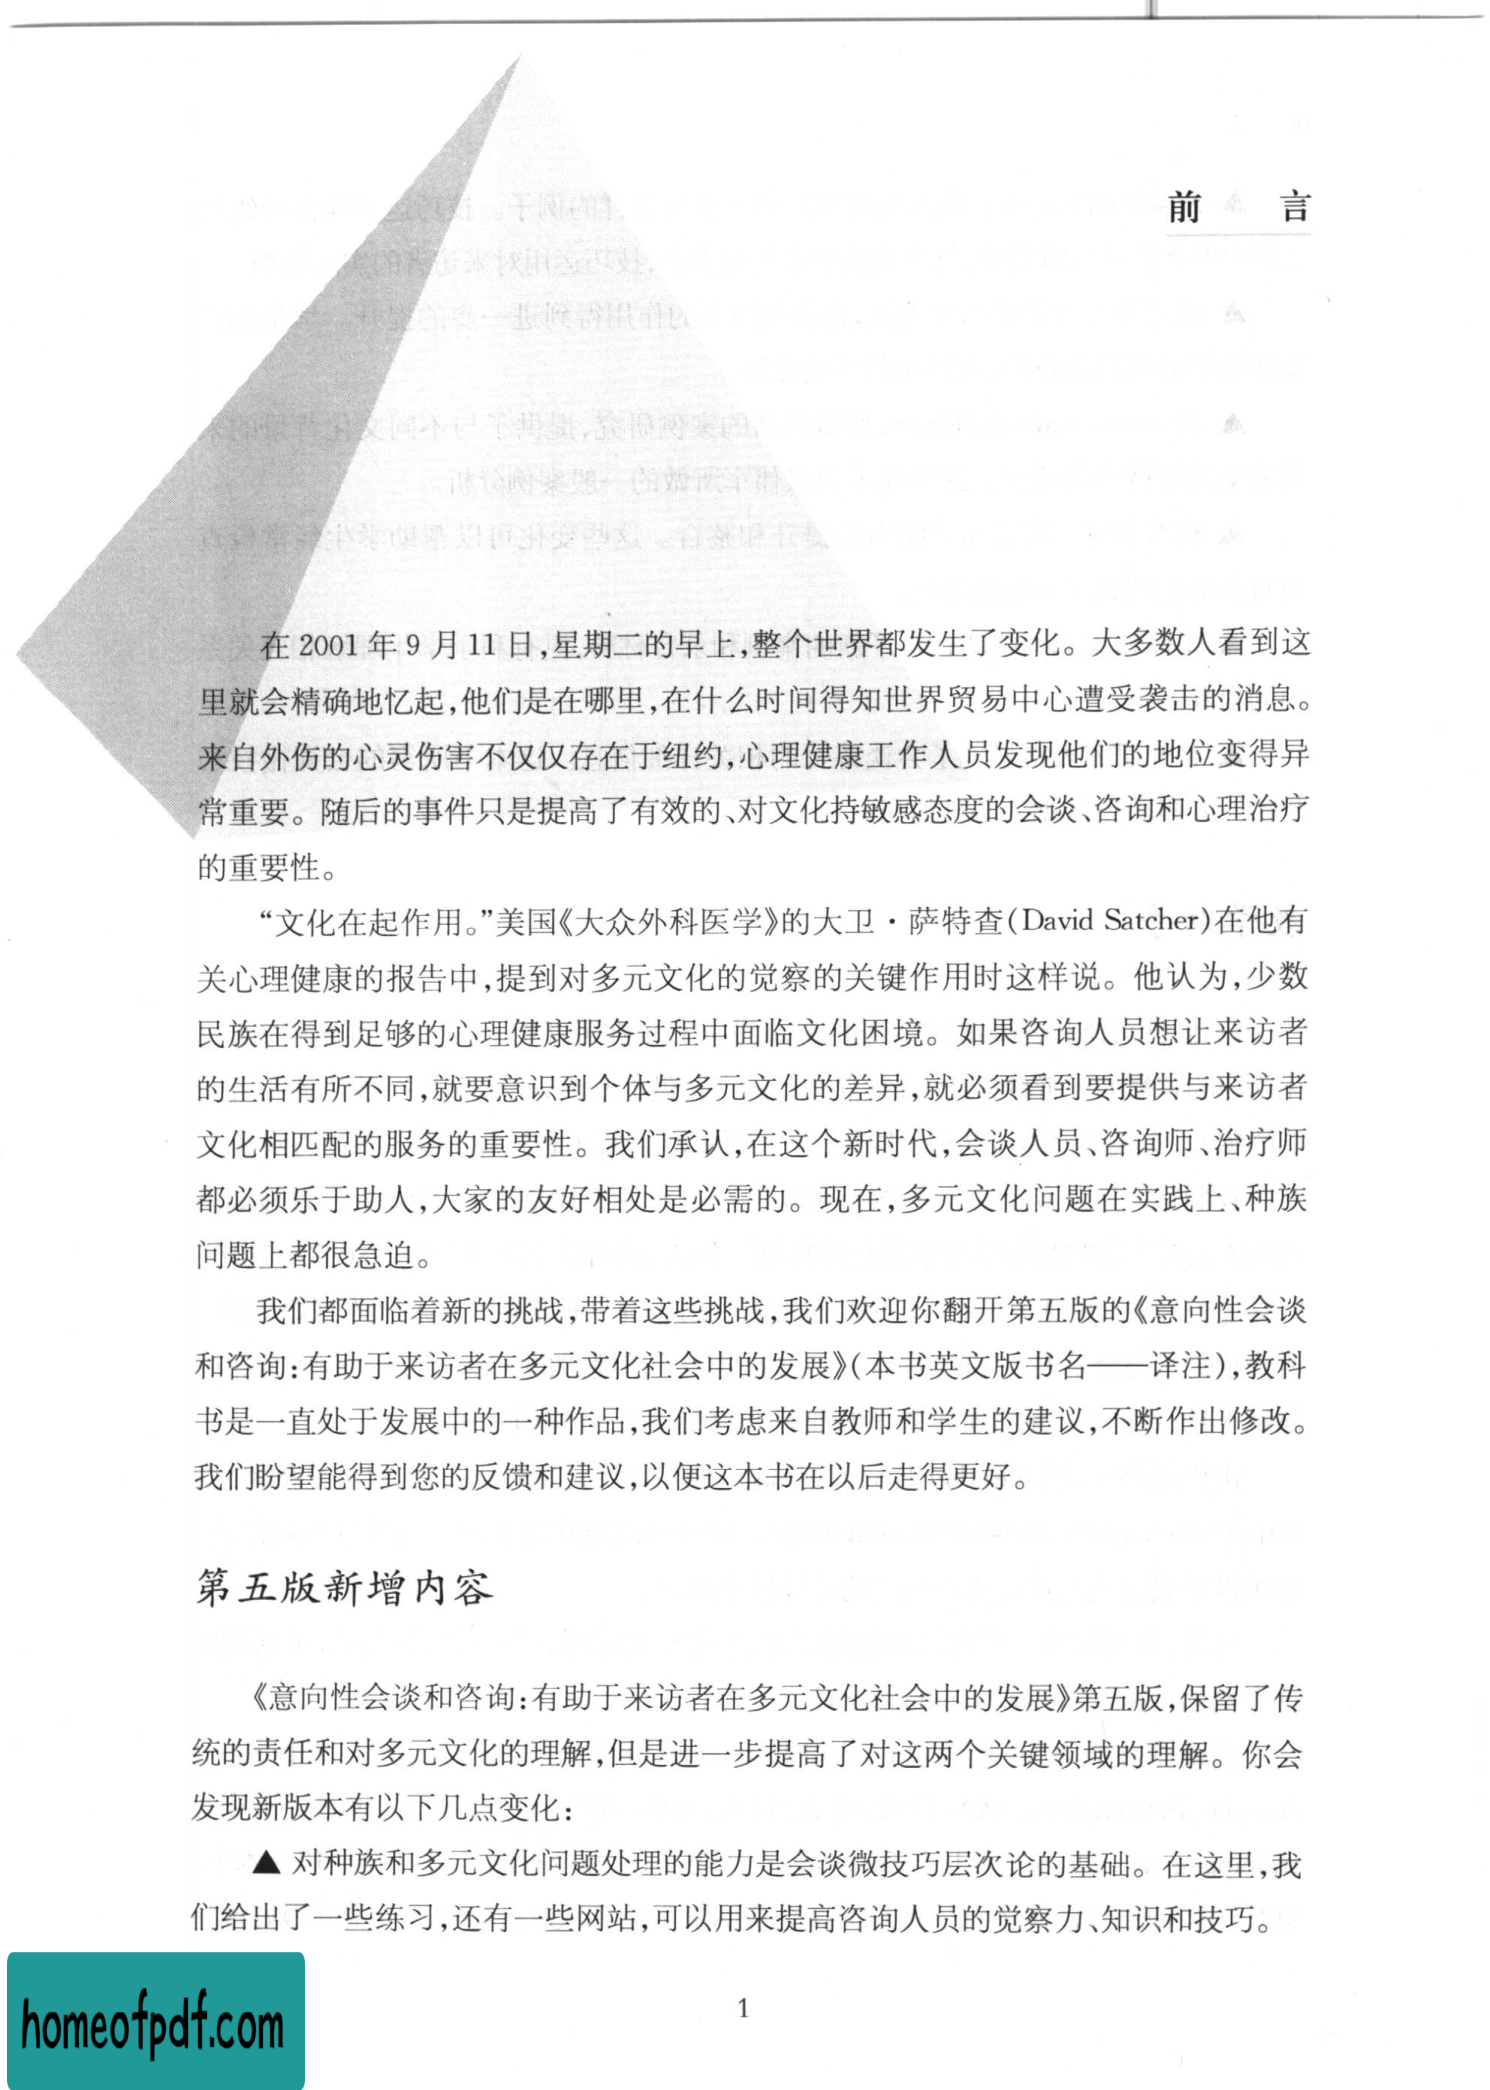 前 言
在 2001 年 9 月 11 日,星期二的早上,整个世界都发生了变化。大多数人看到这
里就会精确地忆起,他们是在哪里,在什么时间得知世界贸易中心遭受袭击的消息。
来自外伤的心灵伤害不仅仅存在于纽约,心理健康工作人员发现他们的地位变得异
常重要。随后的事件只是提高了有效的、对文化持敏感态度的会谈、咨询和心理治疗
的重要性。
“文化在起作用。”美国《大众外科医学》的大卫·萨特查(David Satcher)在他有
关心理健康的报告中,提到对多元文化的觉察的关键作用时这样说。他认为,少数
民族在得到足够的心理健康服务过程中面临文化困境。如果咨询人员想让来访者
的生活有所不同,就要意识到个体与多元文化的差异,就必须看到要提供与来访者
文化相匹配的服务的重要性。我们承认,在这个新时代,会谈人员、咨询师、治疗师
都必须乐于助人,大家的友好相处是必需的。现在,多元文化问题在实践上、种族
问题上都很急迫。
我们都面临着新的挑战,带着这些挑战,我们欢迎你翻开第五版的《意向性会谈
和咨询:有助于来访者在多元文化社会中的发展》(本书英文版书名——译注),教科
书是一直处于发展中的一种作品,我们考虑来自教师和学生的建议,不断作出修改。
我们盼望能得到您的反馈和建议,以便这本书在以后走得更好。
第五版新增内容
《意向性会谈和咨询:有助于来访者在多元文化社会中的发展》第五版,保留了传
统的责任和对多元文化的理解,但是进一步提高了对这两个关键领域的理解。你会
发现新版本有以下几点变化:
▲ 对种族和多元文化问题处理的能力是会谈微技巧层次论的基础。在这里,我
们给出了一些练习,还有一些网站,可以用来提高咨询人员的觉察力、知识和技巧。
1
homeofpdf.com